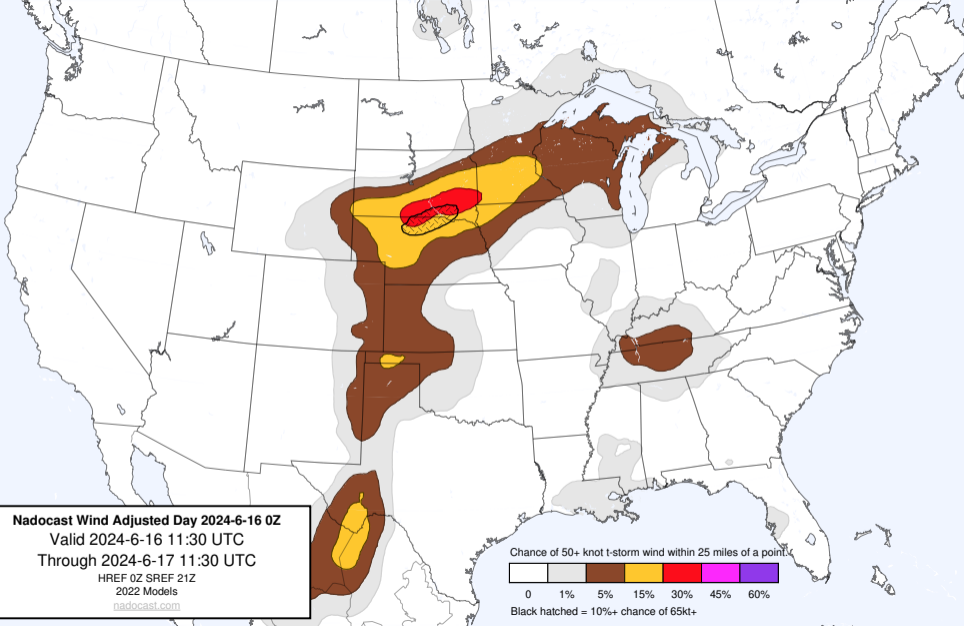 Nadocast Wind Adjusted Day 2024-6-16 0Z
Valid 2024-6-16 11:30 UTC
Through 2024-6-17 11:30 UTC
HREF 0Z SREF 21Z
2022 Models
nadocast.com
Chance of 50+ knot t-storm wind within 25 miles of a point.
0 1% 5% 15% 30% 45% 60%
Black hatched = 10%+ chance of 65kt+